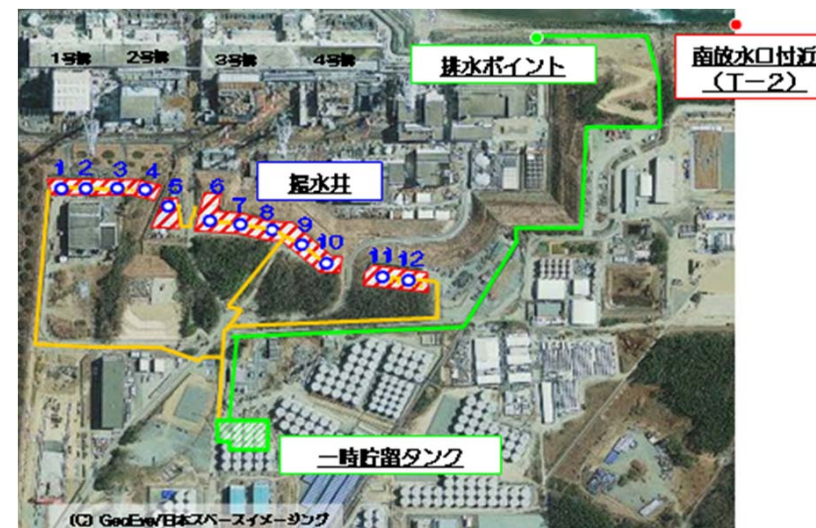 1号機 2号機 3号機 4号機
排水ポイント
南放水口付近
(T-2)
揚水井
1 2 3 4
5
6
7
8
9
10
11 12
一時貯留タンク
(C) GeoEye/日本スペースイメージング